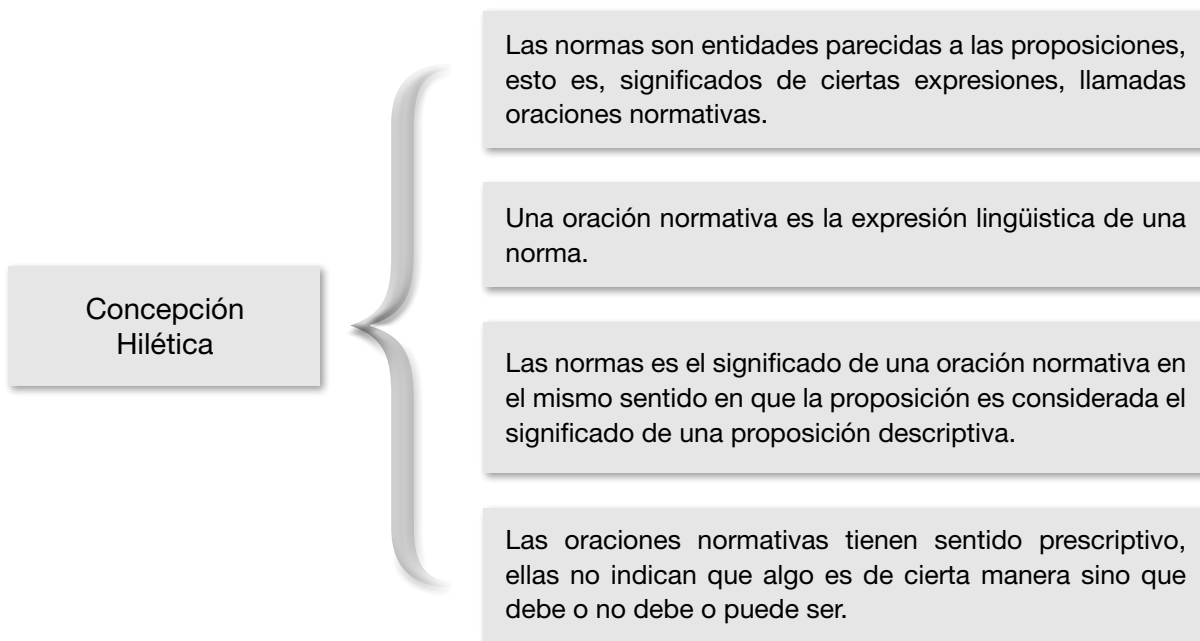 Concepción
Hilética
Las normas son entidades parecidas a las proposiciones,
esto es, significados de ciertas expresiones, llamadas
oraciones normativas.
Una oración normativa es la expresión lingüistica de una
norma.
Las normas es el significado de una oración normativa en
el mismo sentido en que la proposición es considerada el
significado de una proposición descriptiva.
Las oraciones normativas tienen sentido prescriptivo,
ellas no indican que algo es de cierta manera sino que
debe o no debe o puede ser.